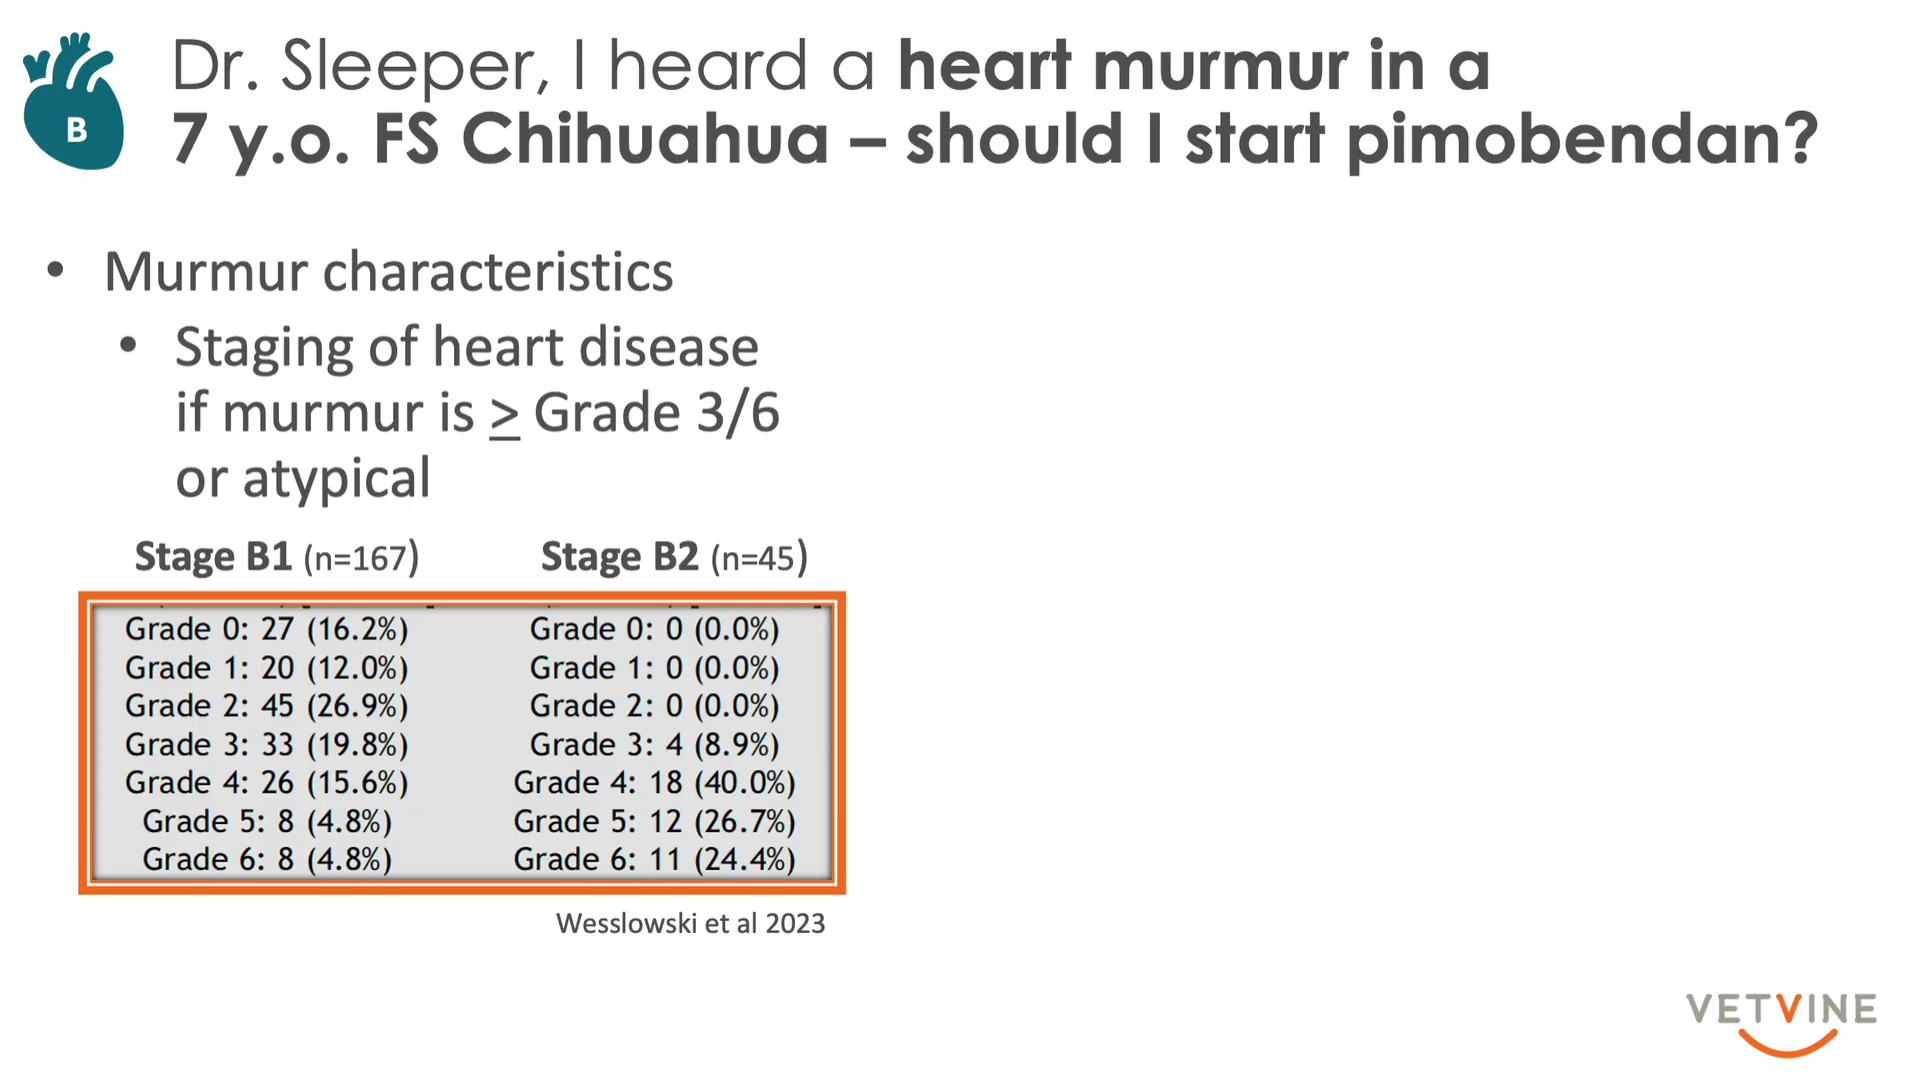 B
Dr. Sleeper, I heard a heart murmur in a
7 y.o. FS Chihuahua – should I start pimobendan?
• Murmur characteristics
• Staging of heart disease
if murmur is ≥ Grade 3/6
or atypical
Stage B1 (n=167) Stage B2 (n=45)
Grade 0: 27 (16.2%) Grade 0: 0 (0.0%)
Grade 1: 20 (12.0%) Grade 1: 0 (0.0%)
Grade 2: 45 (26.9%) Grade 2: 0 (0.0%)
Grade 3: 33 (19.8%) Grade 3: 4 (8.9%)
Grade 4: 26 (15.6%) Grade 4: 18 (40.0%)
Grade 5: 8 (4.8%) Grade 5: 12 (26.7%)
Grade 6: 8 (4.8%) Grade 6: 11 (24.4%)
Wesslowski et al 2023
VETVINE